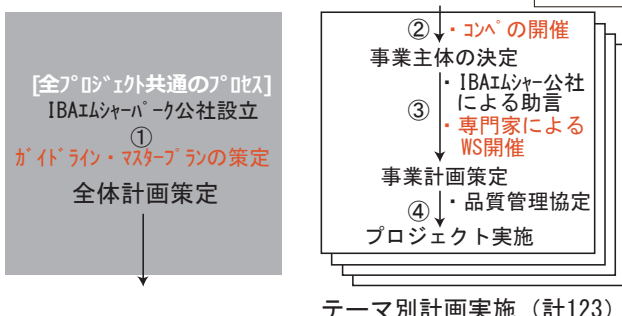 [全ﾌﾟﾛｼﾞｪｸﾄ共通のﾌﾟﾛｾｽ]
IBAｴﾑｼｬｰﾊﾟｰｸ公社設立
①
ｶﾞｲﾄﾞﾗｲﾝ・ﾏｽﾀｰﾌﾟﾗﾝの策定
全体計画策定
②・ｺﾝﾍﾟの開催
事業主体の決定
・IBAｴﾑｼｬｰ公社
による助言
③
・専門家による
WS開催
事業計画策定
④・品質管理協定
プロジェクト実施
テーマ別計画実施（計123）